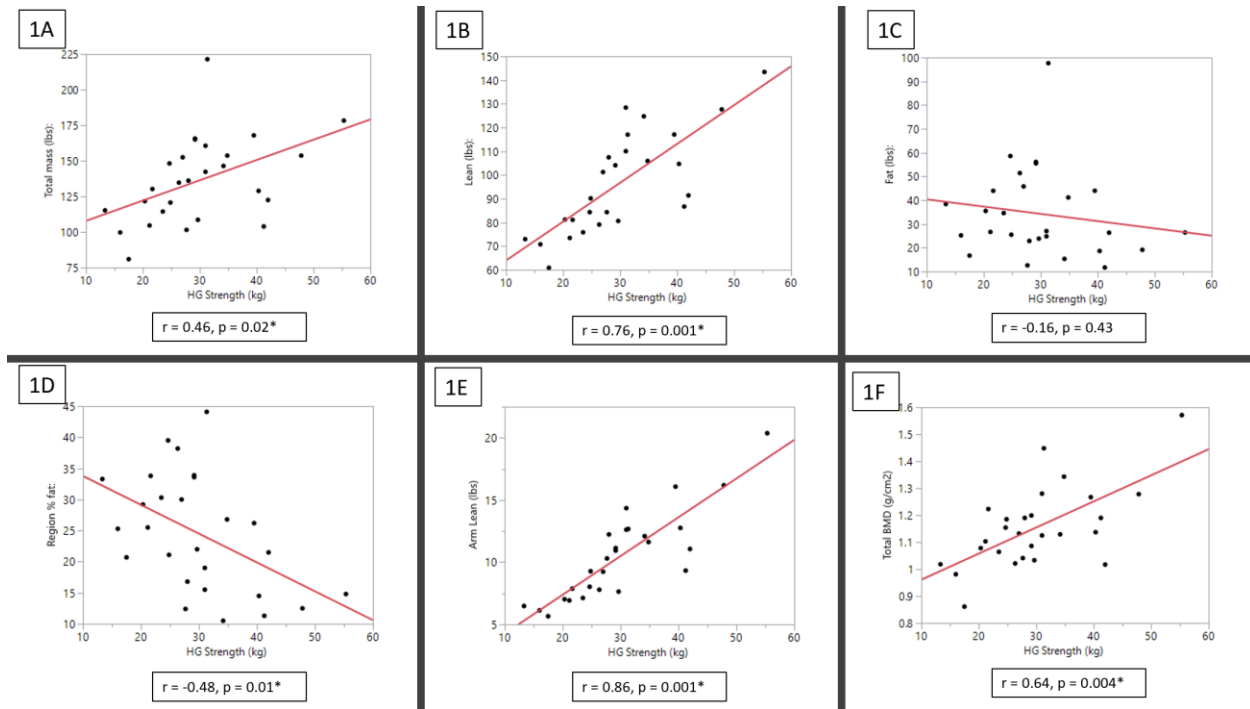 1A
225
200
175
150
125
100
75
Total mass (lbs):
10 20 30 40 50 60
HG Strength (kg)
r = 0.46, p = 0.02*
1B
150
140
130
120
110
100
90
80
70
60
Lean (lbs):
10 20 30 40 50 60
HG Strength (kg)
r = 0.76, p = 0.001*
1C
100
90
80
70
60
50
40
30
20
10
Fat (lbs):
10 20 30 40 50 60
HG Strength (kg)
r = -0.16, p = 0.43
1D
45
40
35
30
25
20
15
10
Region % fat:
10 20 30 40 50 60
HG Strength (kg)
r = -0.48, p = 0.01*
1E
20
15
10
5
Arm Lean (lbs)
10 20 30 40 50 60
HG Strength (kg)
r = 0.86, p = 0.001*
1F
1.6
1.5
1.4
1.3
1.2
1.1
1
0.9
0.8
Total BMD (g/cm2)
10 20 30 40 50 60
HG Strength (kg)
r = 0.64, p = 0.004*